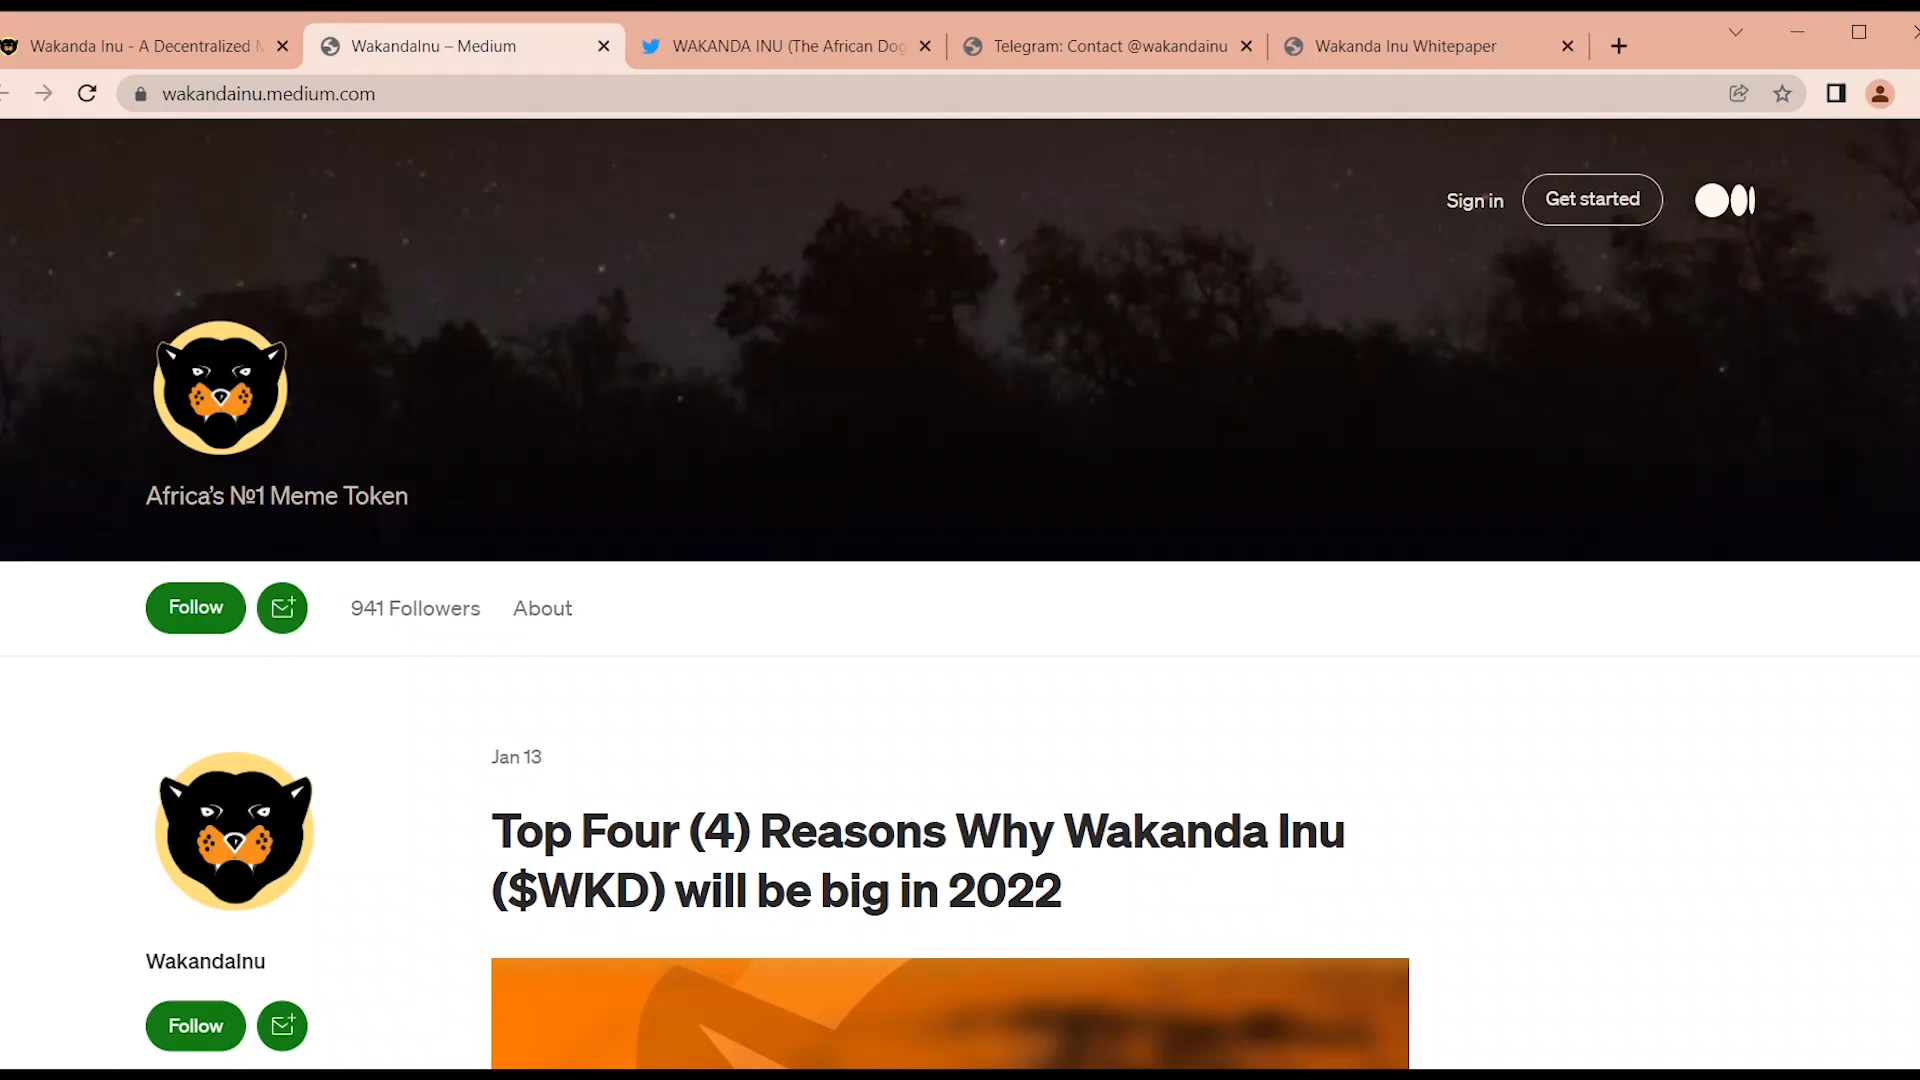 Wakanda Inu - A Decentralized
WakandaInu – Medium
WAKANDA INU (The African Dog
Telegram: Contact @wakandainu
Wakanda Inu Whitepaper
wakandainu.medium.com
Sign in
Get started
Africa's №1 Meme Token
Follow
941 Followers
About
Jan 13
Top Four (4) Reasons Why Wakanda Inu
($WKD) will be big in 2022
WakandaInu
Follow